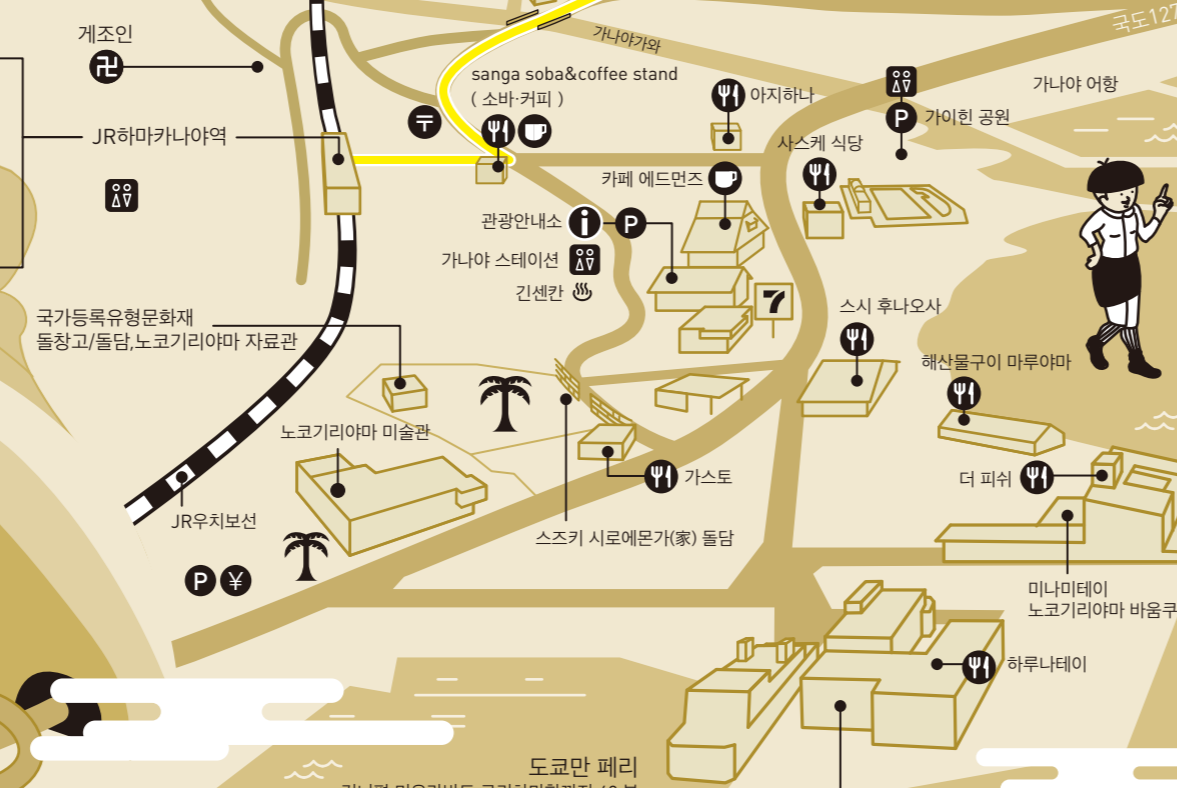 국도127
게조인
가나야가와
sanga soba&coffee stand
( 소바·커피 )
아지하나
P
가이힌 공원
가나야 어항
JR하마카나야역
사스케 식당
카페 에드먼즈
관광안내소
i
P
가나야 스테이션
긴센칸
7
국가등록유형문화재
돌창고/돌담,노코기리야마 자료관
스시 후나오사
해산물구이 마루야마
노코기리야마 미술관
가스토
더 피쉬
JR우치보선
스즈키 시로에몬가(家) 돌담
P ¥
미나미테이
노코기리야마 바움쿠
하루나테이
도쿄만 페리